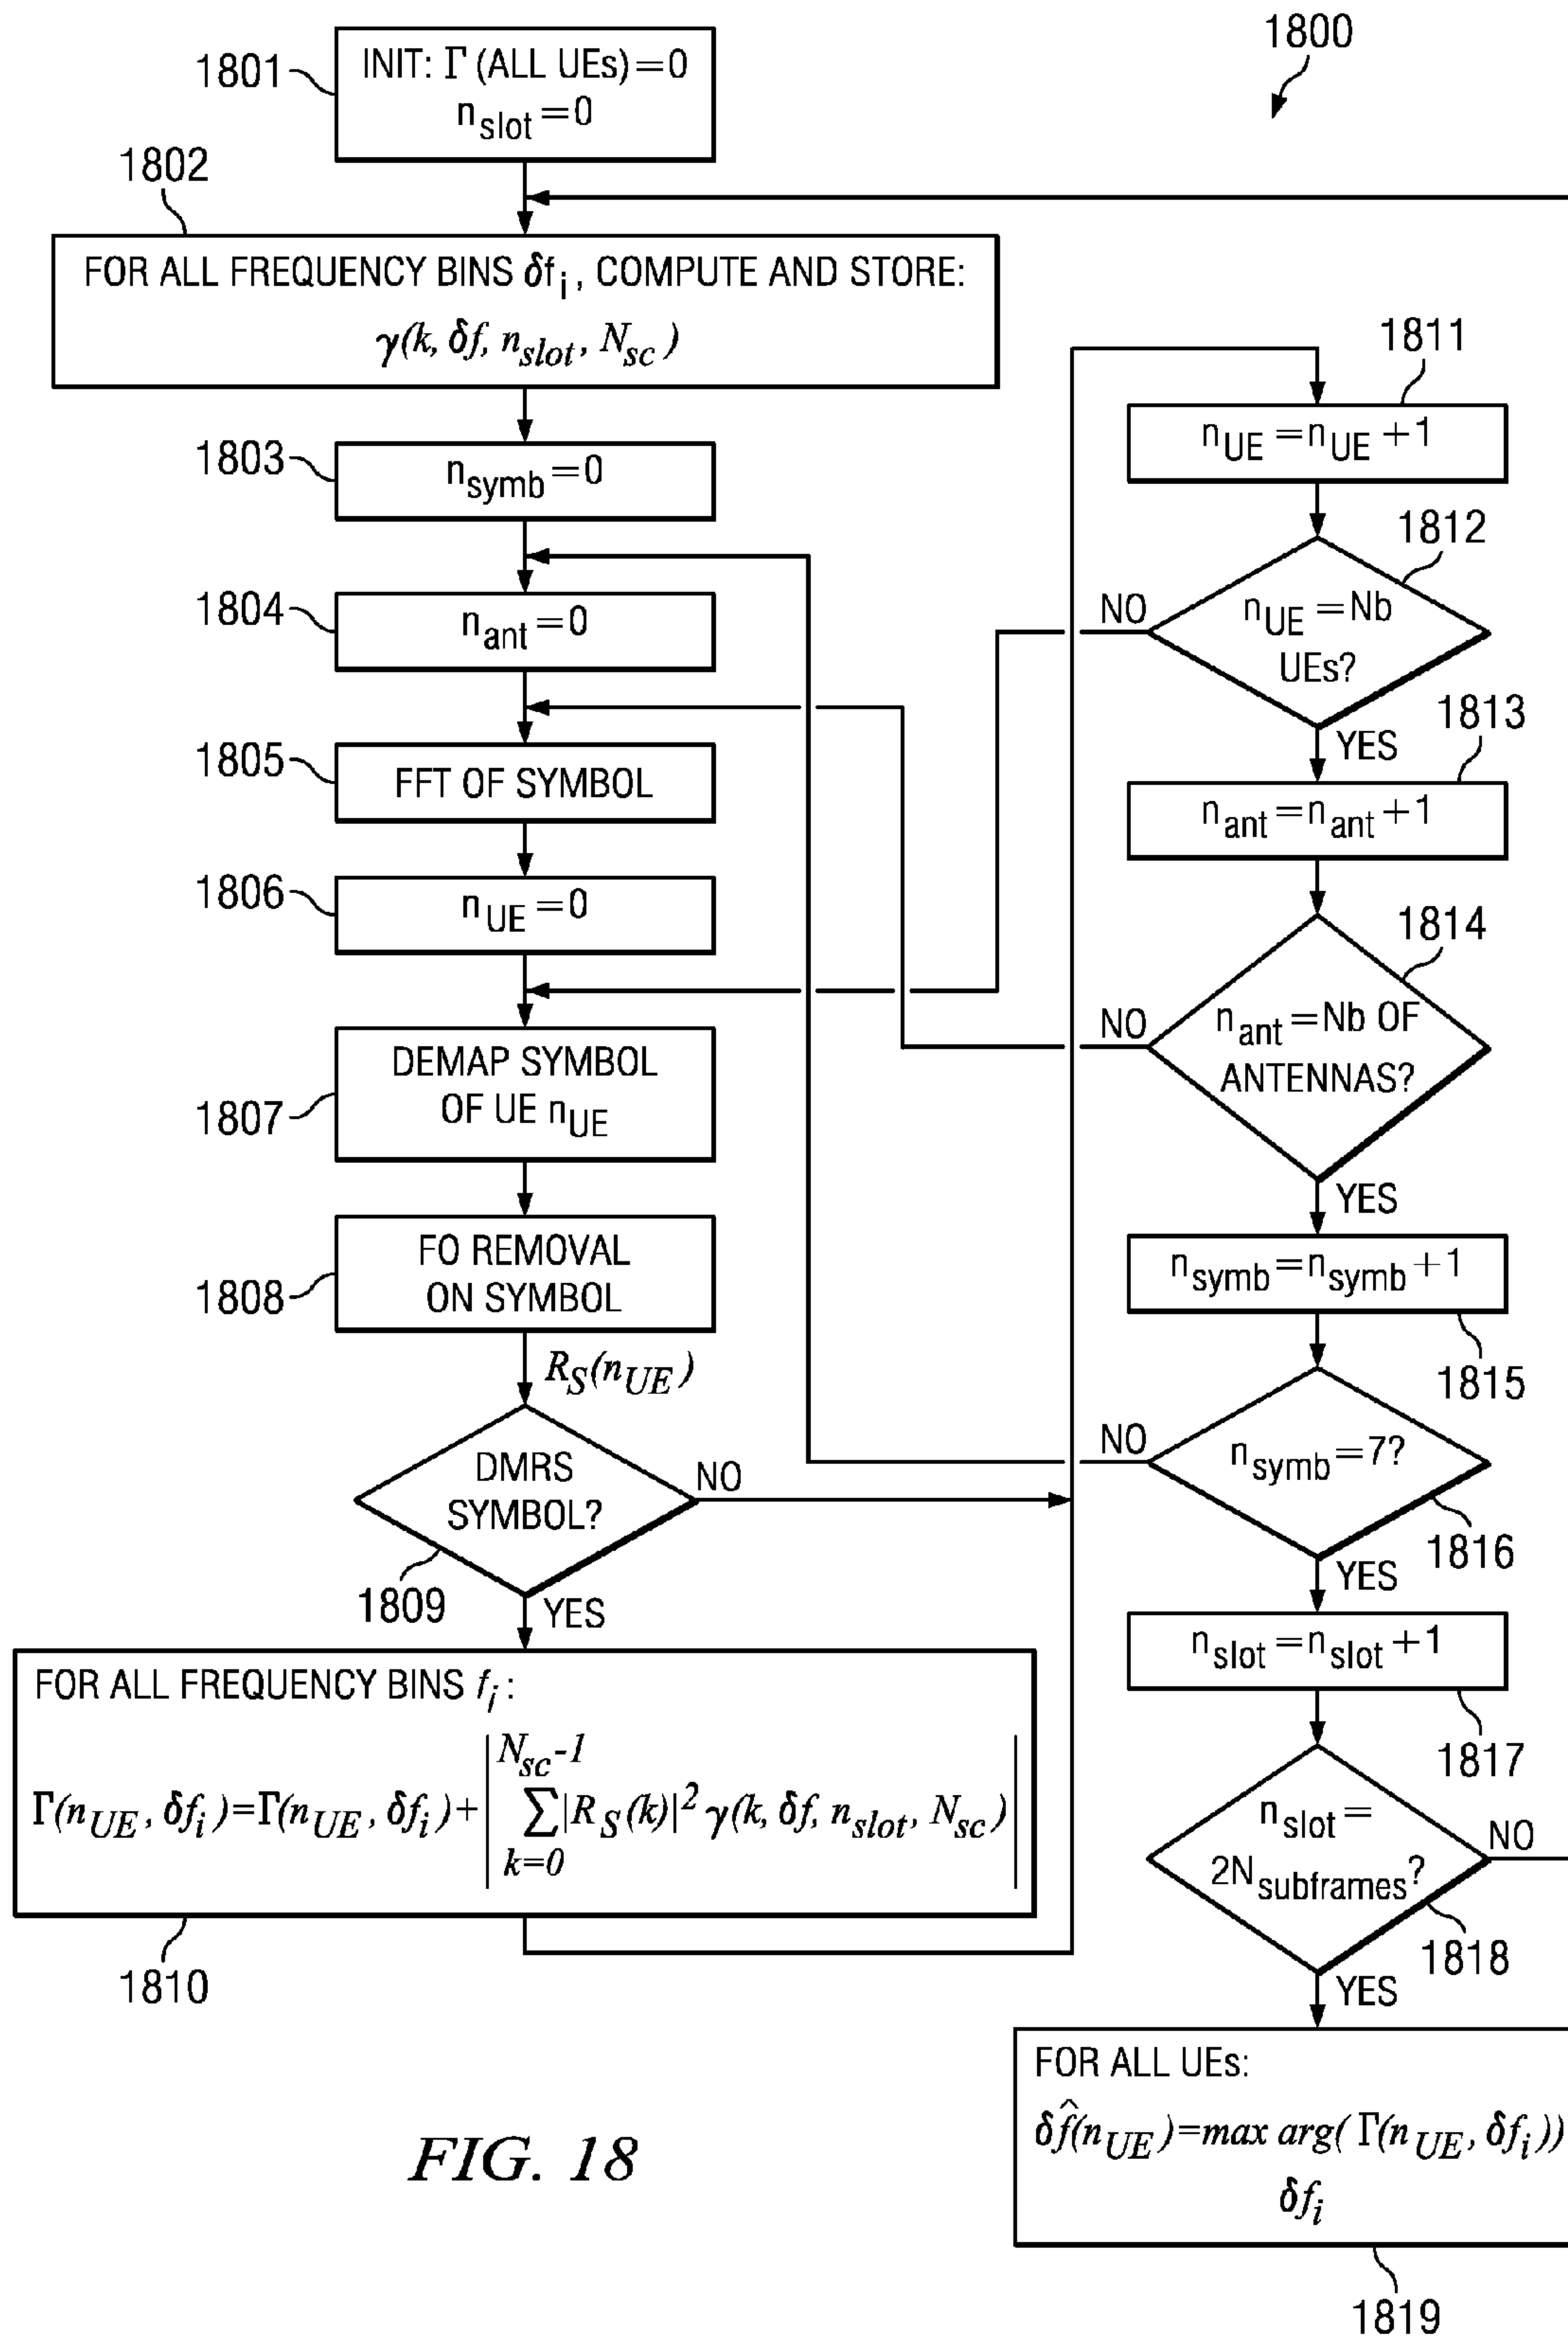 1800
1801
INIT: Γ (ALL UEs) = 0
n_slot = 0
1802
FOR ALL FREQUENCY BINS δf_i, COMPUTE AND STORE:
γ(k, δf, n_slot, N_sc)
1803
n_symb = 0
1804
n_ant = 0
1805
FFT OF SYMBOL
1806
n_UE = 0
1807
DEMAP SYMBOL
OF UE n_UE
1808
FO REMOVAL
ON SYMBOL
R_S(n_UE)
DMRS
SYMBOL?
NO
1809
YES
FOR ALL FREQUENCY BINS f_i:
Γ(n_UE, δf_i) = Γ(n_UE, δf_i) + | N_sc-1 ∑ k=0 |R_S(k)|² γ(k, δf, n_slot, N_sc) |
1810
1811
n_UE = n_UE + 1
1812
NO
n_UE = Nb
UEs?
YES
1813
n_ant = n_ant + 1
1814
NO
n_ant = Nb OF
ANTENNAS?
YES
n_symb = n_symb + 1
1815
NO
n_symb = 7?
1816
YES
n_slot = n_slot + 1
1817
n_slot =
2N_subframes?
NO
1818
YES
FOR ALL UEs:
δf̂(n_UE) = max arg( Γ(n_UE, δf_i))
δf_i
1819
FIG. 18